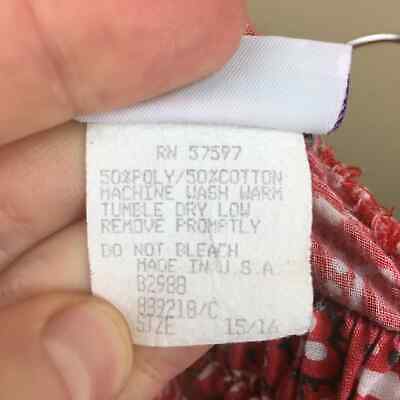 RN 57597
50%POLY/50%COTTON
MACHINE WASH WARM
TUMBLE DRY LOW
REMOVE PROMPTLY
DO NOT BLEACH
MADE IN U.S.A
B2988
839218/C
SIZE 15/16